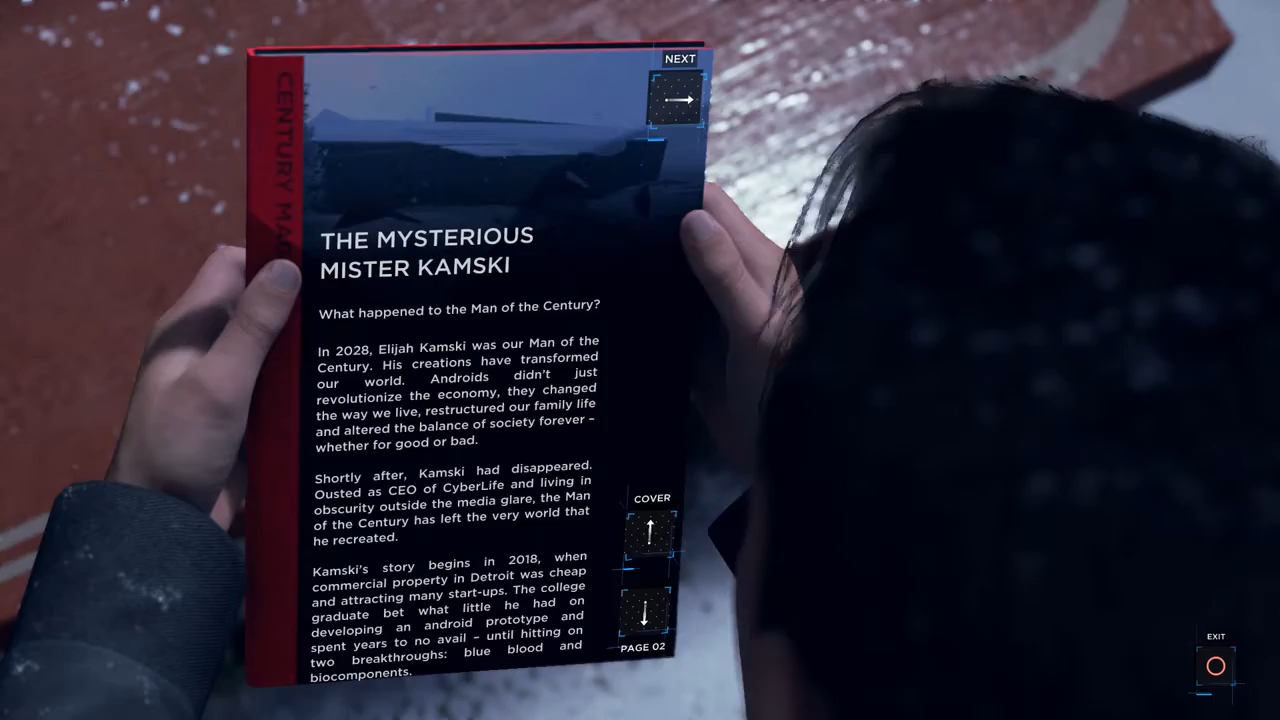 CENTURY MA
NEXT
THE MYSTERIOUS
MISTER KAMSKI
What happened to the Man of the Century?
In 2028, Elijah Kamski was our Man of the
Century. His creations have transformed
our world. Androids didn't just
revolutionize the economy, they changed
the way we live, restructured our family life
and altered the balance of society forever –
whether for good or bad.
Shortly after, Kamski had disappeared.
Ousted as CEO of CyberLife and living in
obscurity outside the media glare, the Man
of the Century has left the very world that
he recreated.
Kamski's story begins in 2018, when
commercial property in Detroit was cheap
and attracting many start-ups. The college
graduate bet what little he had on
developing an android prototype and
spent years to no avail – until hitting on
two breakthroughs: blue blood and
biocomponents.
COVER
PAGE 02
EXIT